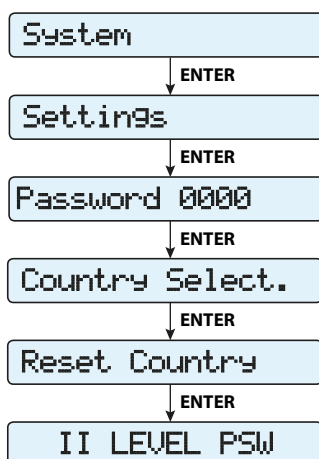 System
ENTER
Settings
ENTER
Password 0000
ENTER
Country Select.
ENTER
Reset Country
ENTER
II LEVEL PSW